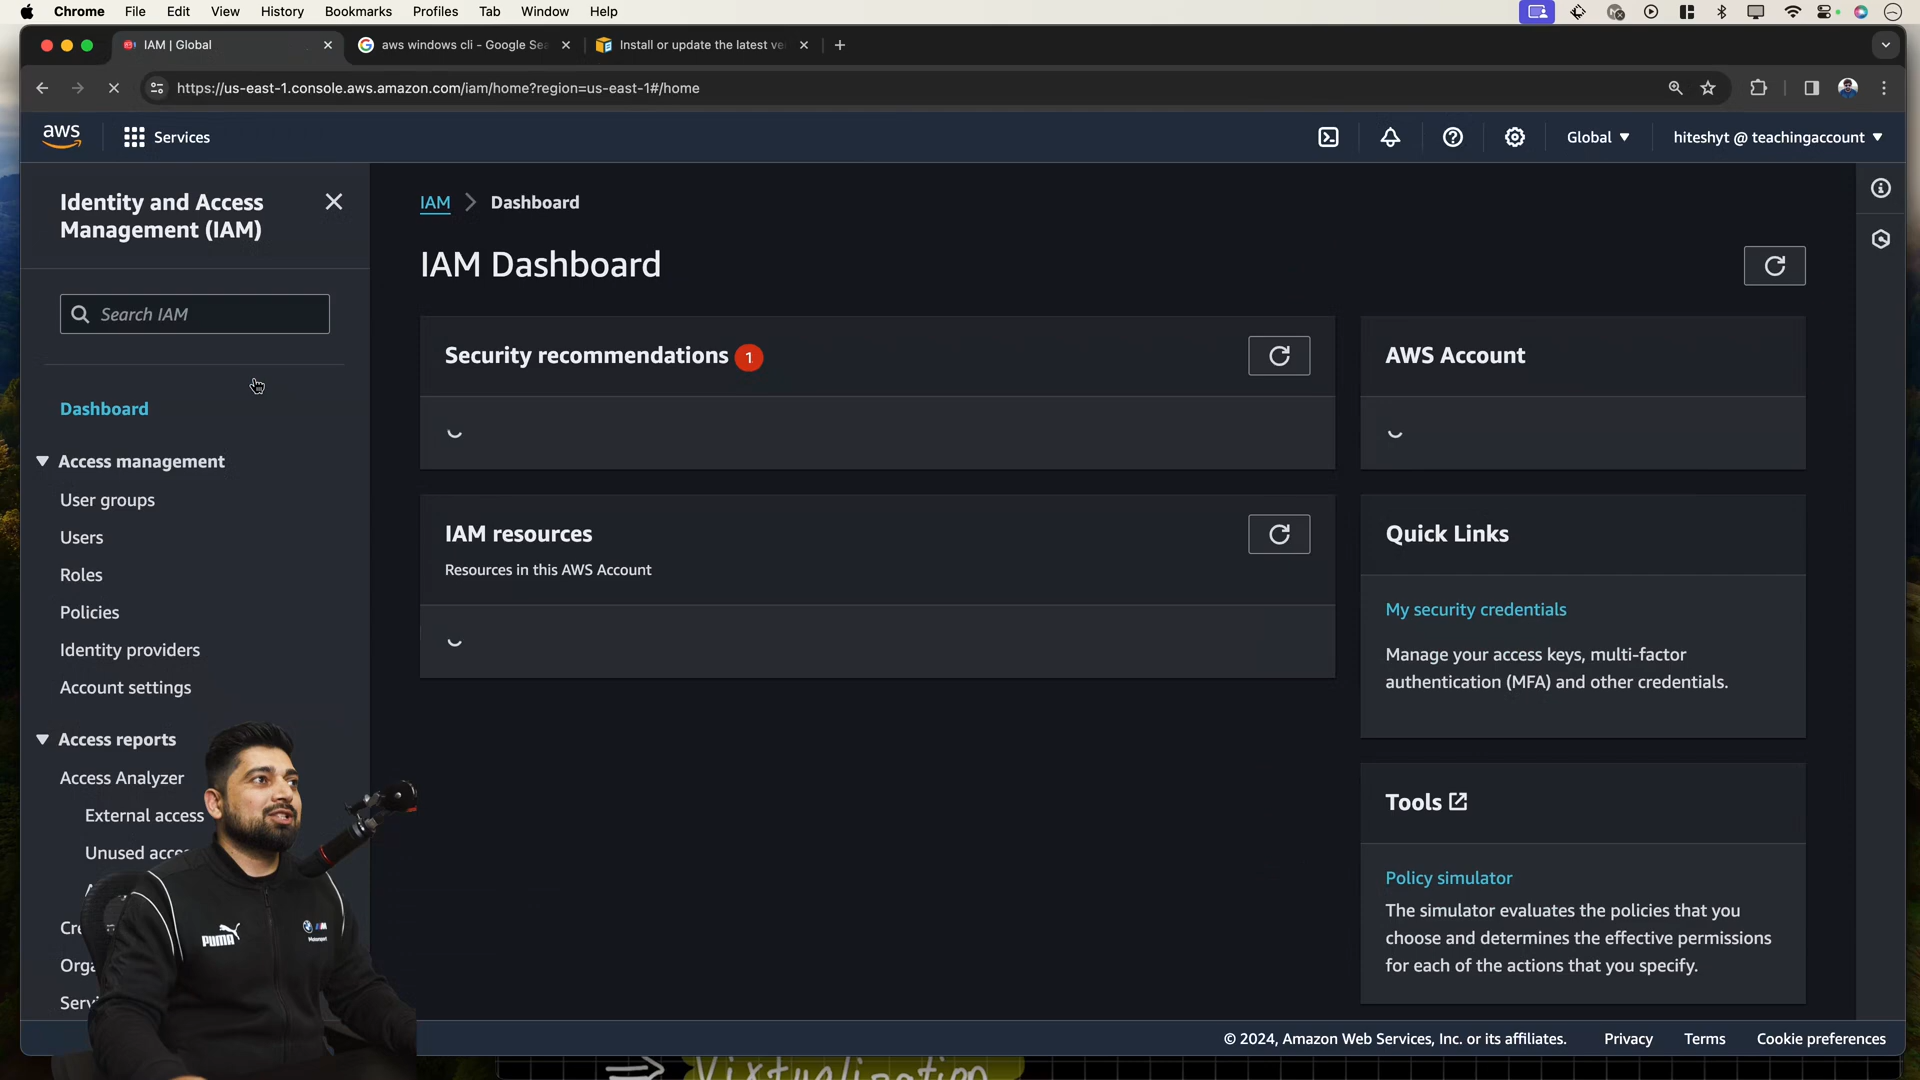 Chrome File Edit View History Bookmarks Profiles Tab Window Help
IAM | Global
aws windows cli - Google Sea
Install or update the latest ve
https://us-east-1.console.aws.amazon.com/iam/home?region=us-east-1#/home
aws
Services
Global
hiteshyt @ teachingaccount
Identity and Access
Management (IAM)
Search IAM
Dashboard
Access management
User groups
Users
Roles
Policies
Identity providers
Account settings
Access reports
Access Analyzer
External access
Unused
IAM > Dashboard
IAM Dashboard
Security recommendations 1
IAM resources
Resources in this AWS Account
AWS Account
Quick Links
My security credentials
Manage your access keys, multi-factor
authentication (MFA) and other credentials.
Tools
Policy simulator
The simulator evaluates the policies that you
choose and determines the effective permissions
for each of the actions that you specify.
PUMA
© 2024, Amazon Web Services, Inc. or its affiliates. Privacy Terms Cookie preferences